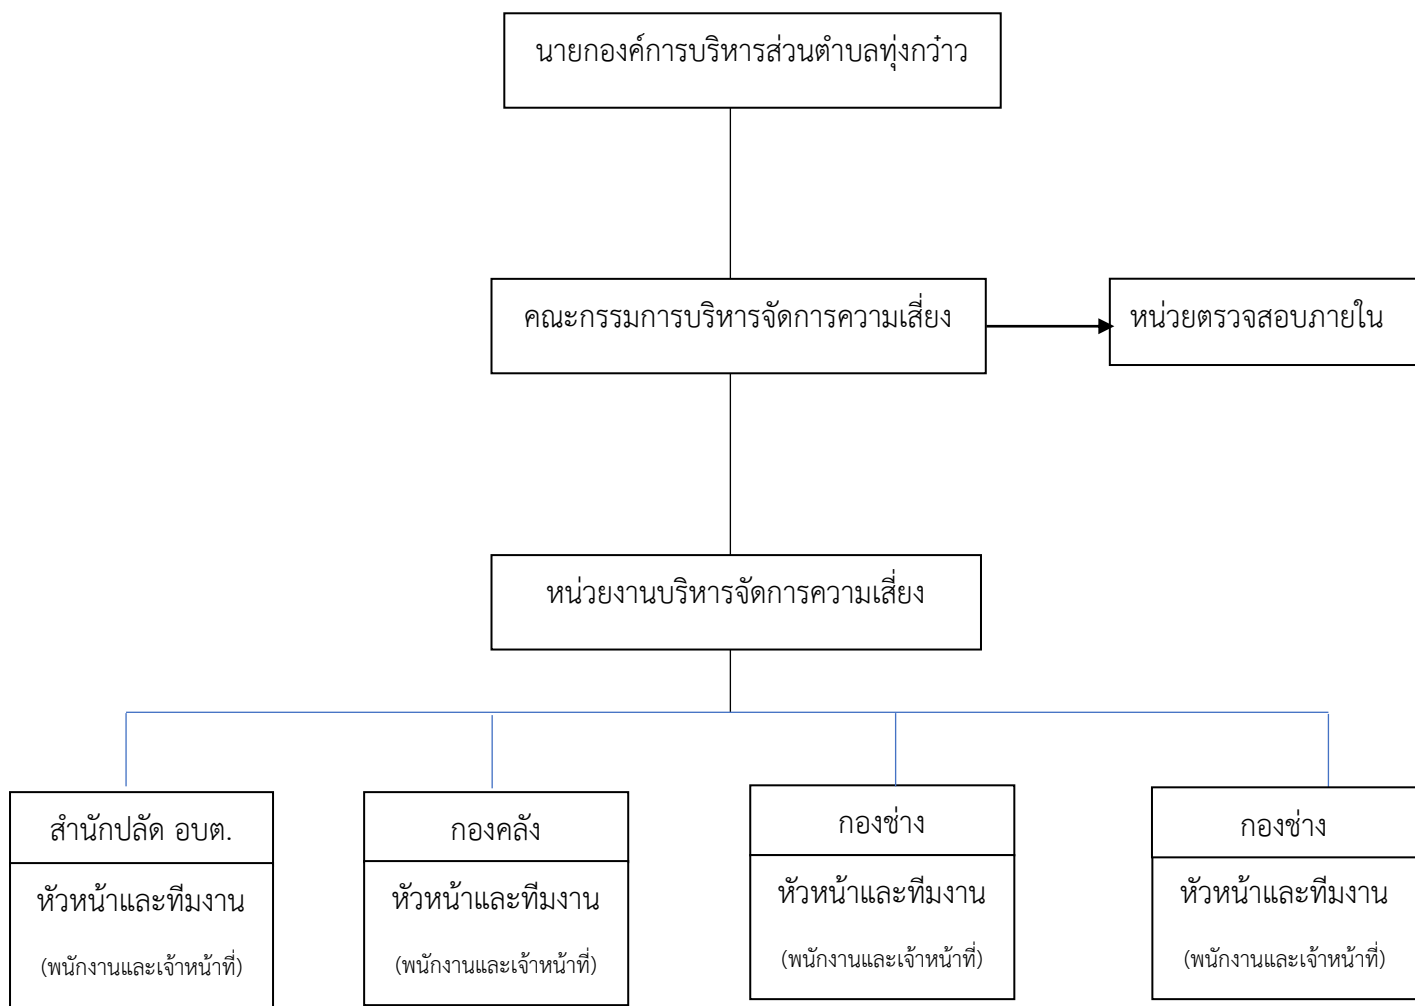 นายกองค์การบริหารส่วนตำบลทุ่งกว๋าว
คณะกรรมการบริหารจัดการความเสี่ยง
หน่วยตรวจสอบภายใน
หน่วยงานบริหารจัดการความเสี่ยง
สำนักปลัด อบต.
หัวหน้าและทีมงาน
(พนักงานและเจ้าหน้าที่)
กองคลัง
หัวหน้าและทีมงาน
(พนักงานและเจ้าหน้าที่)
กองช่าง
หัวหน้าและทีมงาน
(พนักงานและเจ้าหน้าที่)
กองช่าง
หัวหน้าและทีมงาน
(พนักงานและเจ้าหน้าที่)